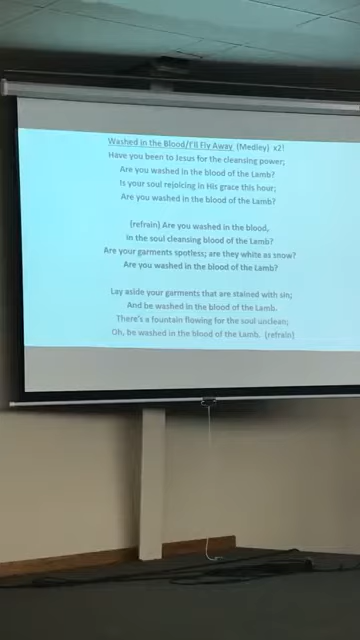 Washed in the Blood/I'll Fly Away (Medley) x2!
Have you been to Jesus for the cleansing power;
Are you washed in the blood of the Lamb?
Is your soul rejoicing in His grace this hour;
Are you washed in the blood of the Lamb?
(refrain) Are you washed in the blood,
In the soul cleansing blood of the Lamb?
Are your garments spotless; are they white as snow?
Are you washed in the blood of the Lamb?
Lay aside your garments that are stained with sin;
And be washed in the blood of the Lamb.
There's a fountain flowing for the soul unclean;
Oh, be washed in the blood of the Lamb. (refrain)